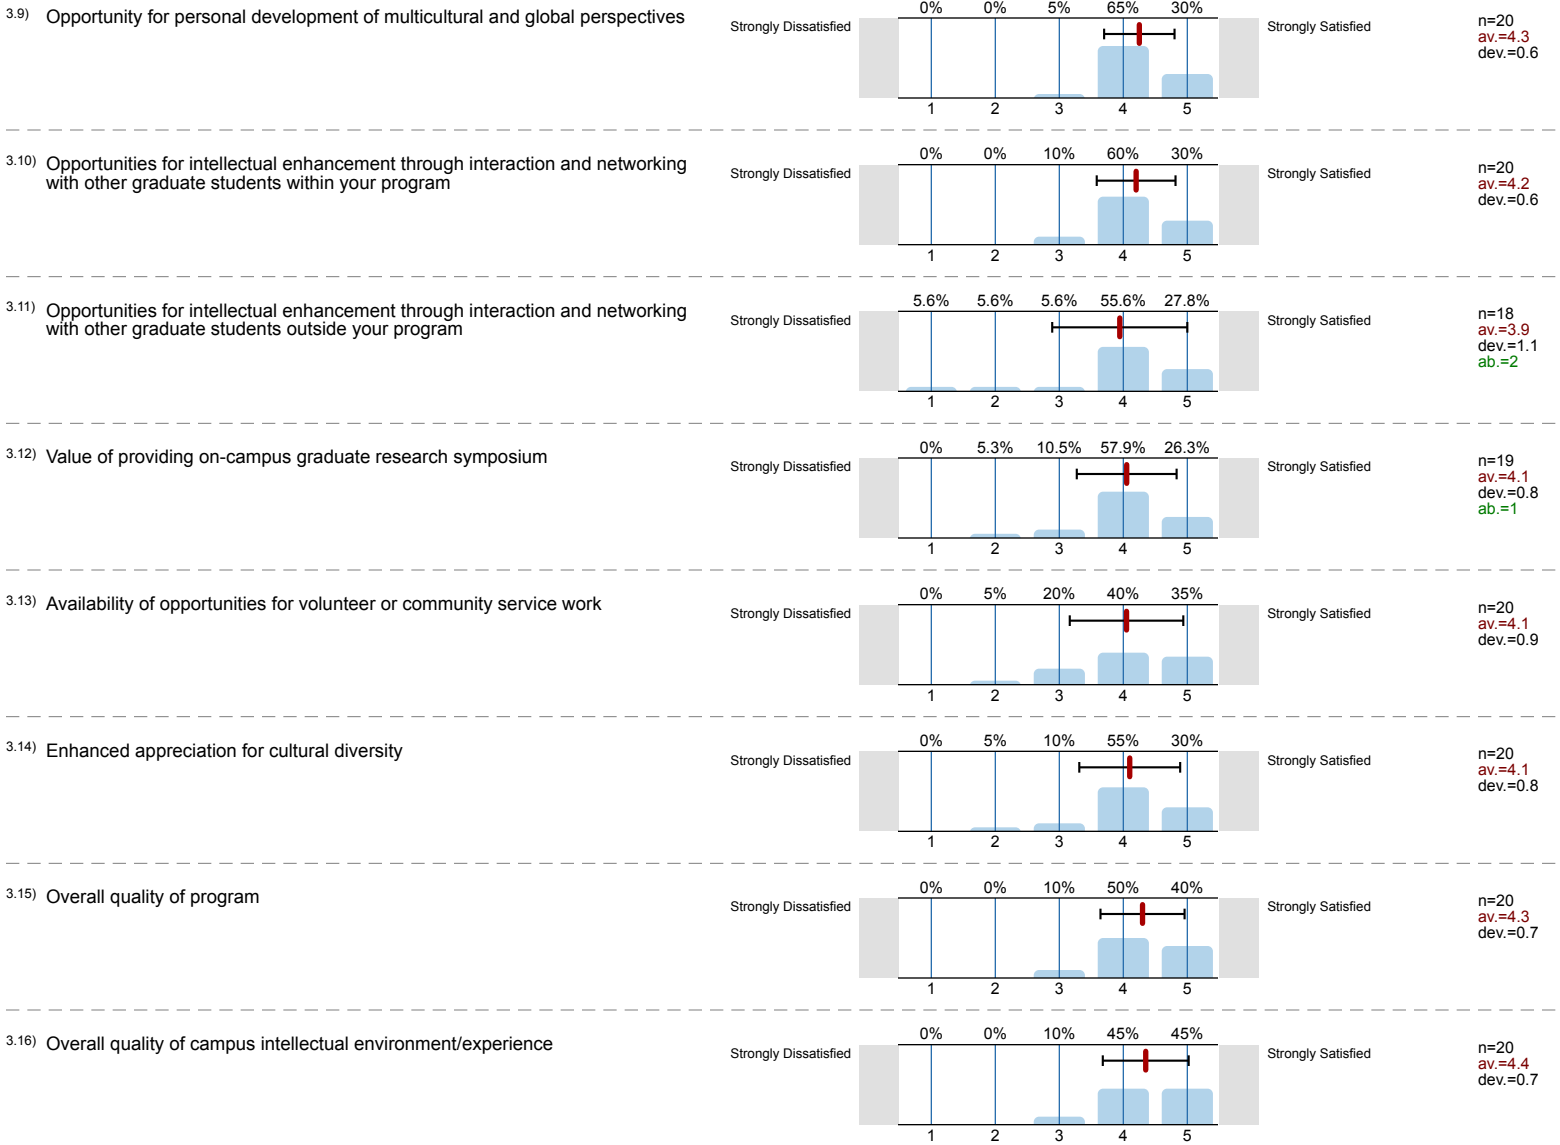 3.9) Opportunity for personal development of multicultural and global perspectives
0% 0% 5% 65% 30%
Strongly Dissatisfied Strongly Satisfied
n=20
av.=4.3
dev.=0.6
1 2 3 4 5
3.10) Opportunities for intellectual enhancement through interaction and networking
with other graduate students within your program
0% 0% 10% 60% 30%
Strongly Dissatisfied Strongly Satisfied
n=20
av.=4.2
dev.=0.6
1 2 3 4 5
3.11) Opportunities for intellectual enhancement through interaction and networking
with other graduate students outside your program
5.6% 5.6% 5.6% 55.6% 27.8%
Strongly Dissatisfied Strongly Satisfied
n=18
av.=3.9
dev.=1.1
ab.=2
1 2 3 4 5
3.12) Value of providing on-campus graduate research symposium
0% 5.3% 10.5% 57.9% 26.3%
Strongly Dissatisfied Strongly Satisfied
n=19
av.=4.1
dev.=0.8
ab.=1
1 2 3 4 5
3.13) Availability of opportunities for volunteer or community service work
0% 5% 20% 40% 35%
Strongly Dissatisfied Strongly Satisfied
n=20
av.=4.1
dev.=0.9
1 2 3 4 5
3.14) Enhanced appreciation for cultural diversity
0% 5% 10% 55% 30%
Strongly Dissatisfied Strongly Satisfied
n=20
av.=4.1
dev.=0.8
1 2 3 4 5
3.15) Overall quality of program
0% 0% 10% 50% 40%
Strongly Dissatisfied Strongly Satisfied
n=20
av.=4.3
dev.=0.7
1 2 3 4 5
3.16) Overall quality of campus intellectual environment/experience
0% 0% 10% 45% 45%
Strongly Dissatisfied Strongly Satisfied
n=20
av.=4.4
dev.=0.7
1 2 3 4 5